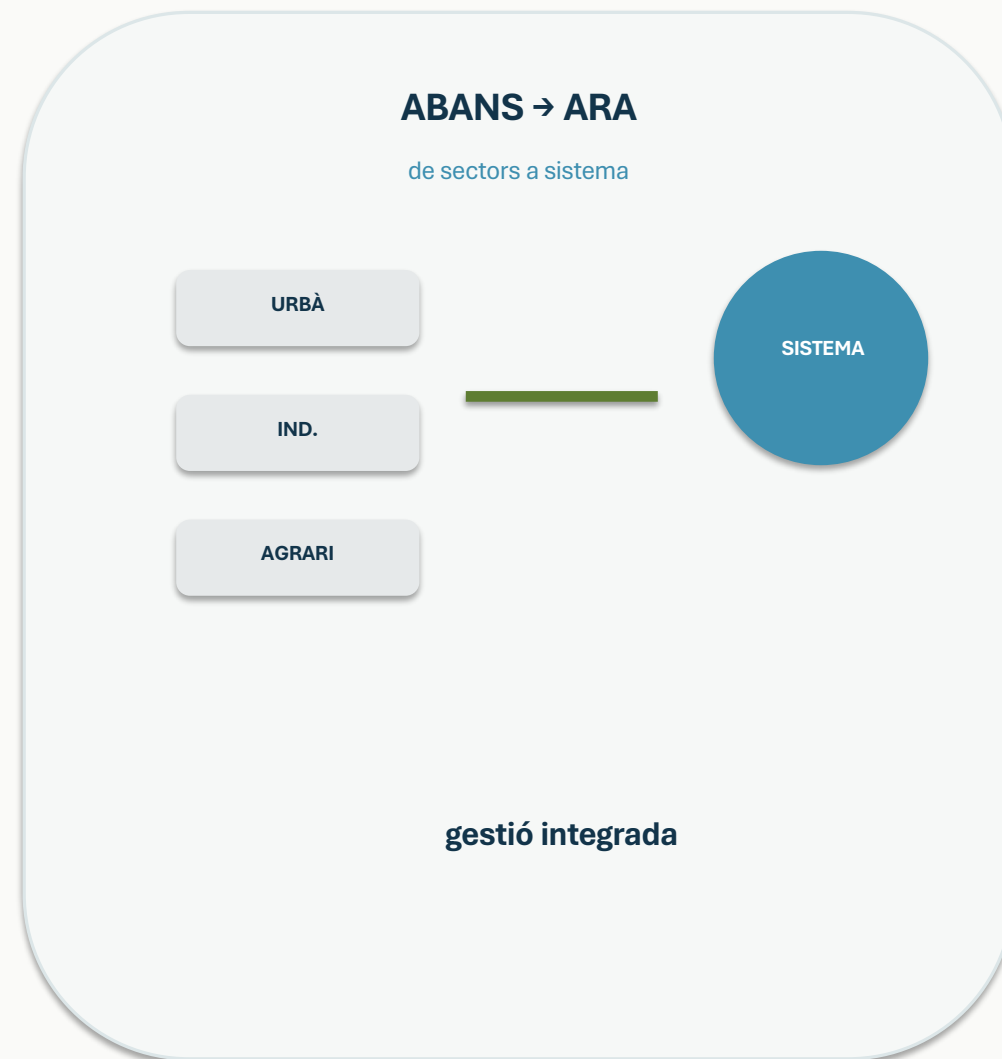 ABANS → ARA
de sectors a sistema
URBÀ
SISTEMA
IND.
AGRARI
gestió integrada